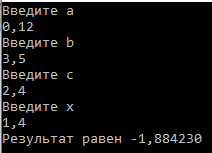 Введите a
0,12
Введите b
3,5
Введите c
2,4
Введите x
1,4
Результат равен -1,884230